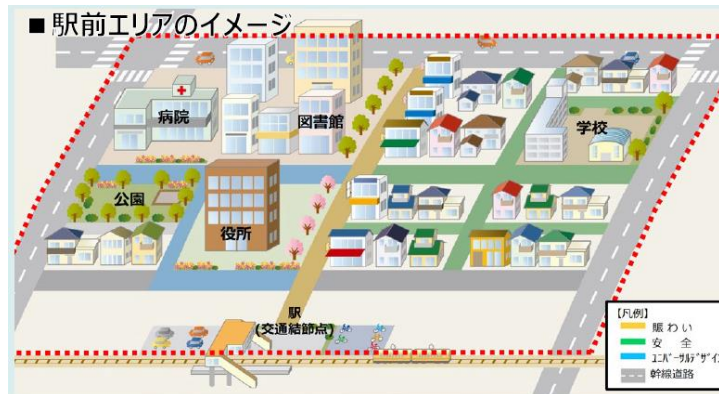 ■駅前エリアのイメージ
病院
図書館
学校
公園
役所
駅
(交通結節点)
【凡例】
賑わい
安 全
ﾕﾆﾊﾞｰｻﾙﾃﾞｻﾞｲﾝ
幹線道路